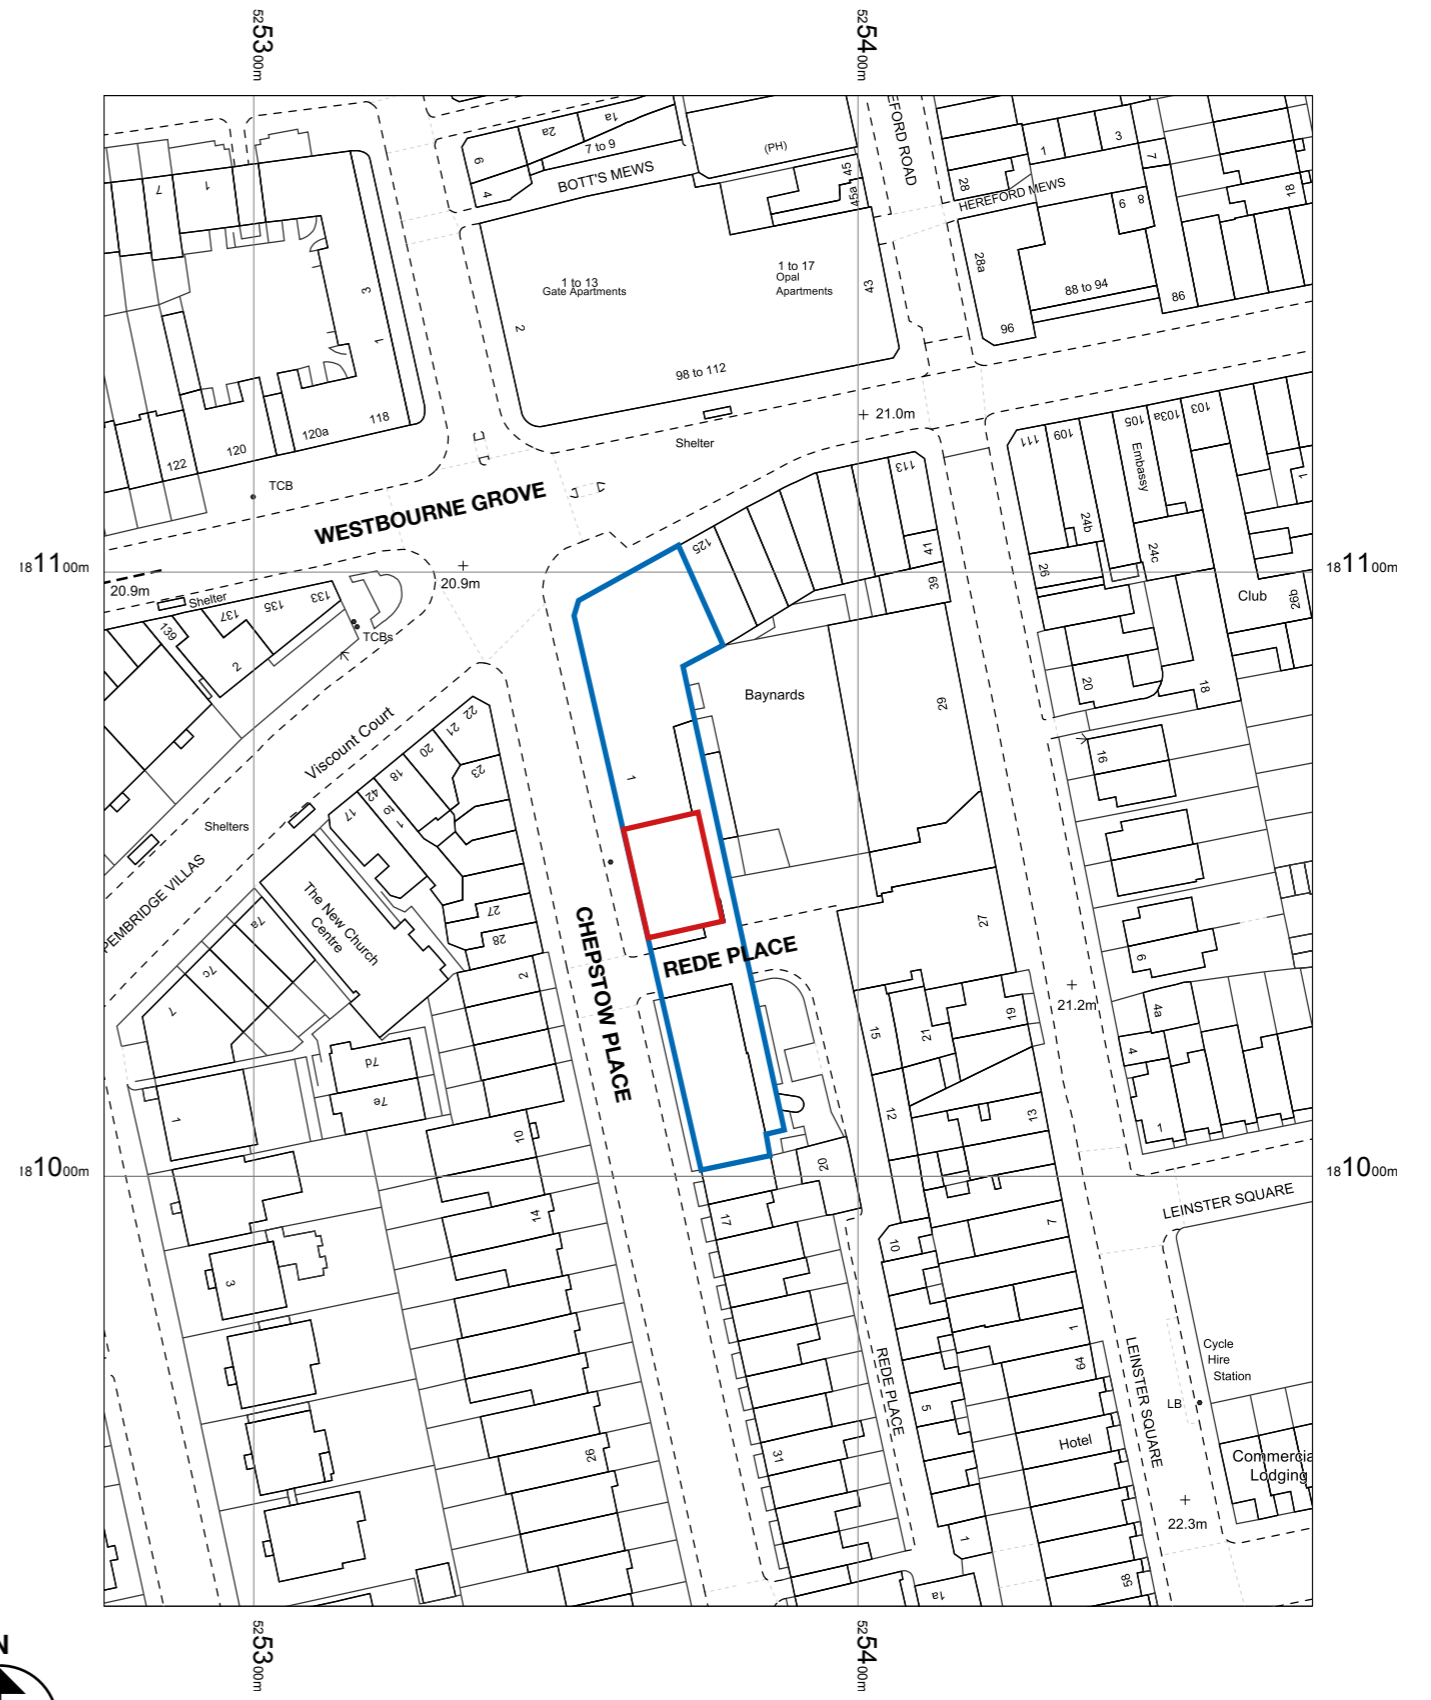 5253 00m
5254 00m
EFORD ROAD
2a
1a
7 to 9
6
4
BOTT'S MEWS
(PH)
45
45a
1
3
7
28
HEREFORD MEWS
9
8
18
7
1
3
1
1 to 13
Gate Apartments
1 to 17
Opal
Apartments
43
2
28a
88 to 94
86
96
98 to 112
21.0m
118
120a
120
122
Shelter
TCB
WESTBOURNE GROVE
113
111
109
105
103a
103
Embassy
1
125
41
39
24b
24c
26
26b
Club
1811 00m
1811 00m
20.9m
20.9m
Shelter
133
135
137
139
2
TCBs
Baynards
29
20
18
16
Viscount Court
22
21
20
18
23
42
1 to
17
1
Shelters
PEMBRIDGE VILLAS
The New Church
Centre
27
28
2
7a
7c
7
CHEPSTOW PLACE
REDE PLACE
27
6
21.2m
19
21
15
4a
4
1
7d
7e
1
12
13
10
20
1810 00m
1810 00m
LEINSTER SQUARE
17
14
10
7
3
1
64
Cycle
Hire
Station
LB
REDE PLACE
LEINSTER SQUARE
5
Hotel
31
26
Commercia
Lodging
22.3m
1
1a
58
N
5253 00m
5254 00m